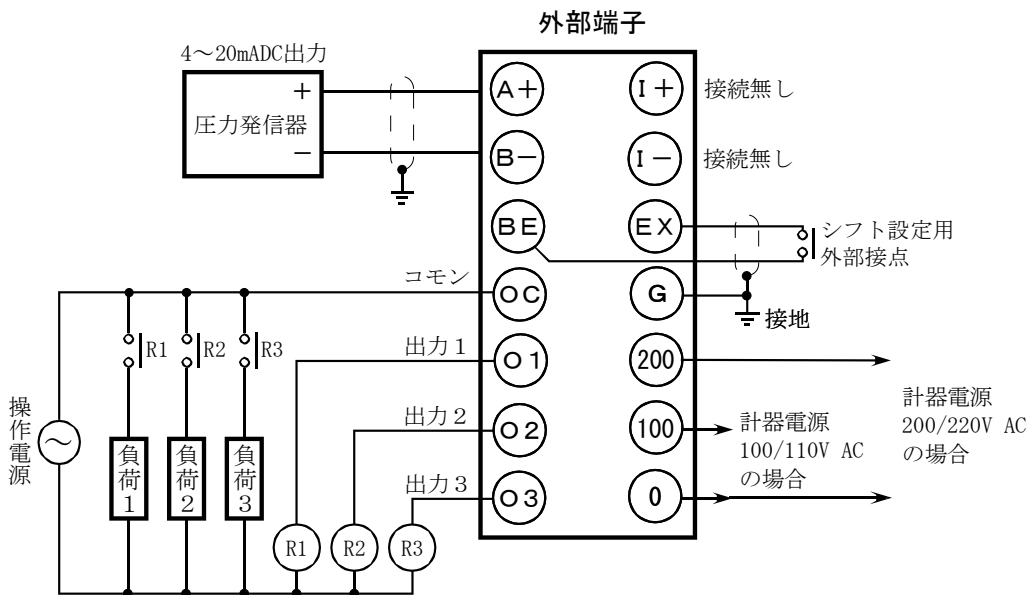 外部端子
4～20mADC出力
+
圧力発信器
−
A+
I+
接続無し
B−
I−
接続無し
BE
EX
シフト設定用
外部接点
コモン
OC
G
接地
R1
R2
R3
出力1
O1
200
計器電源
200/220V AC
の場合
操作電源
～
負荷1
負荷2
負荷3
出力2
O2
100
計器電源
100/110V AC
の場合
出力3
O3
0
R1
R2
R3